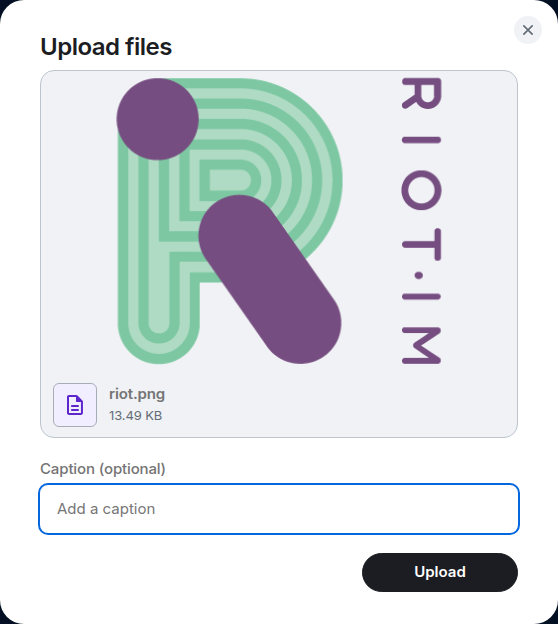 Upload files
RIOT·IM
riot.png
13.49 KB
Caption (optional)
Add a caption
Upload